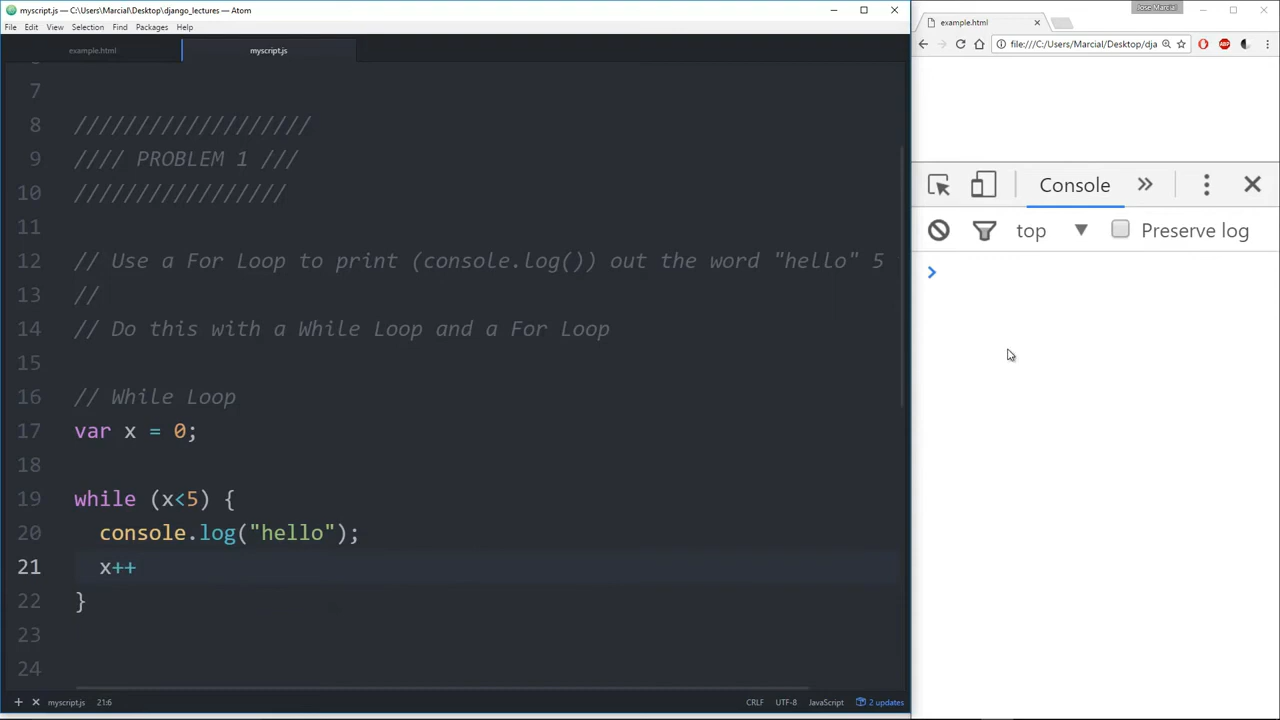 myscript.js — C:\Users\Marcial\Desktop\django_lectures — Atom
File Edit View Selection Find Packages Help
example.html
myscript.js
7
8 ///////////////////
9 //// PROBLEM 1 ///
10 /////////////////
11
12 // Use a For Loop to print (console.log()) out the word "hello" 5
13 //
14 // Do this with a While Loop and a For Loop
15
16 // While Loop
17 var x = 0;
18
19 while (x<5) {
20 console.log("hello");
21 x++
22 }
23
24
+ × myscript.js 21:6
CRLF UTF-8 JavaScript 2 updates
Jose Marcial
example.html
file:///C:/Users/Marcial/Desktop/dja
ABP
Console
top
Preserve log